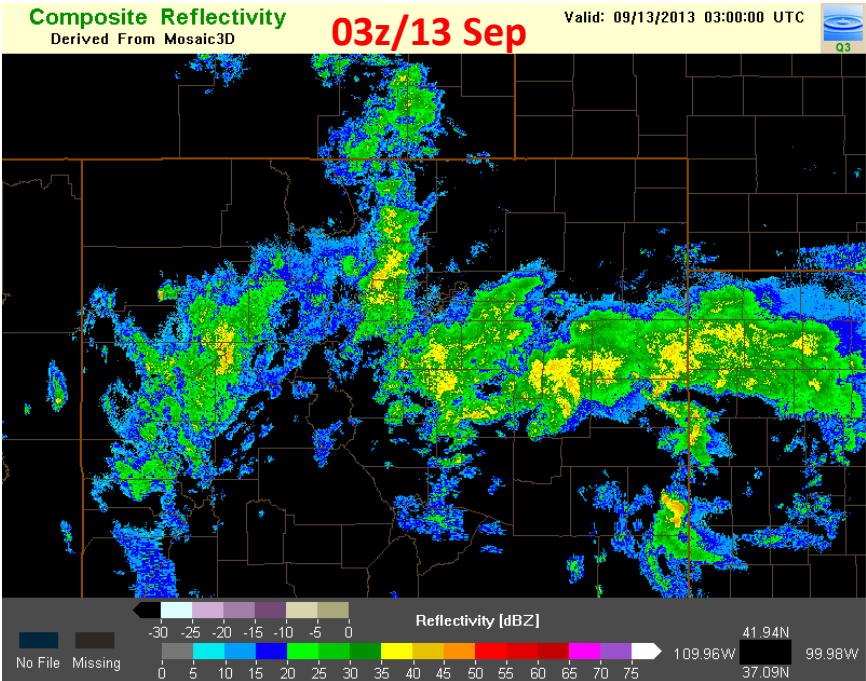 Composite Reflectivity
Derived From Mosaic3D
03z/13 Sep
Valid: 09/13/2013 03:00:00 UTC
Q3
Reflectivity [dBZ]
-30 -25 -20 -15 -10 -5 0
No File Missing
0 5 10 15 20 25 30 35 40 45 50 55 60 65 70 75
41.94N
109.96W 99.98W
37.09N